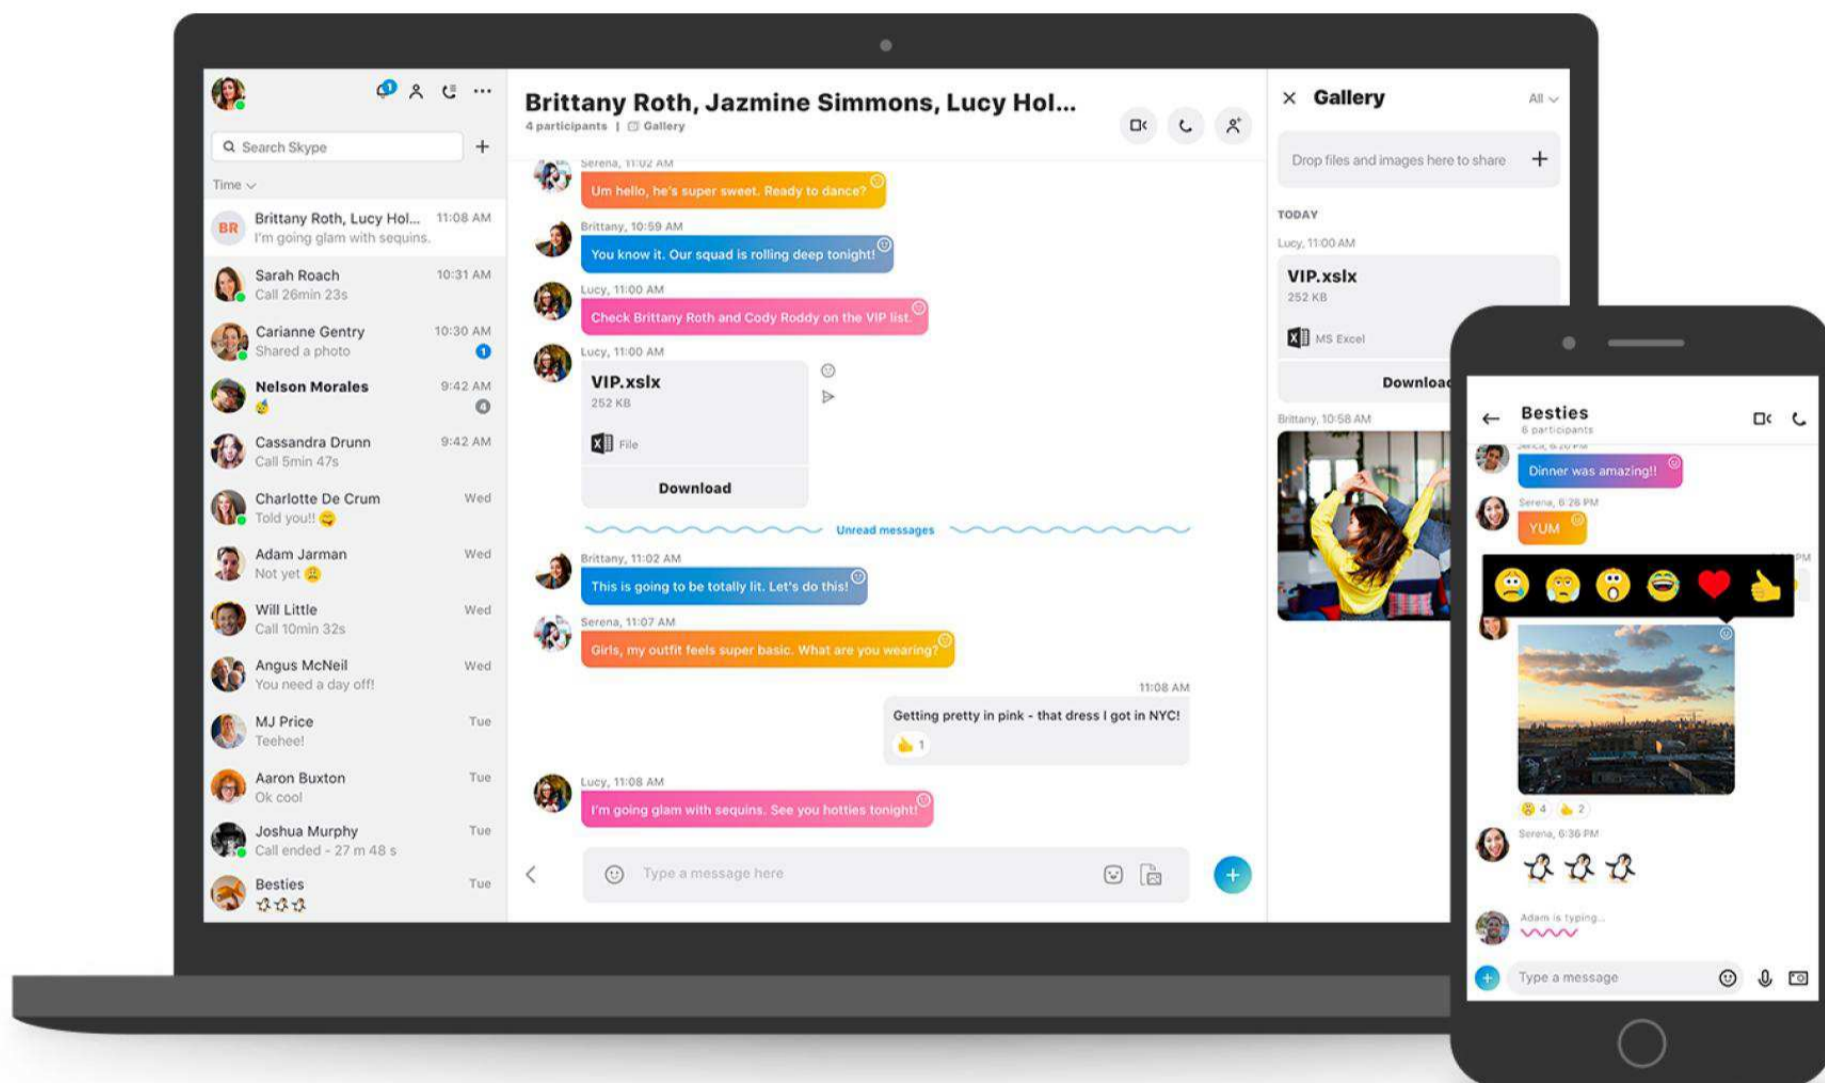 1
Search Skype
Time
BR
Brittany Roth, Lucy Hol... 11:08 AM
I'm going glam with sequins.
Sarah Roach 10:31 AM
Call 26min 23s
Carianne Gentry 10:30 AM
Shared a photo 1
Nelson Morales 9:42 AM
4
Cassandra Drunn 9:42 AM
Call 5min 47s
Charlotte De Crum Wed
Told you!!
Adam Jarman Wed
Not yet
Will Little Wed
Call 10min 32s
Angus McNeil Wed
You need a day off!
MJ Price Tue
Teehee!
Aaron Buxton Tue
Ok cool
Joshua Murphy Tue
Call ended - 27 m 48 s
Besties Tue
Brittany Roth, Jazmine Simmons, Lucy Hol...
4 participants | Gallery
Serena, 11:02 AM
Um hello, he's super sweet. Ready to dance?
Brittany, 10:59 AM
You know it. Our squad is rolling deep tonight!
Lucy, 11:00 AM
Check Brittany Roth and Cody Roddy on the VIP list.
Lucy, 11:00 AM
VIP.xslx
252 KB
File
Download
Unread messages
Brittany, 11:02 AM
This is going to be totally lit. Let's do this!
Serena, 11:07 AM
Girls, my outfit feels super basic. What are you wearing?
11:08 AM
Getting pretty in pink - that dress I got in NYC!
1
Lucy, 11:08 AM
I'm going glam with sequins. See you hotties tonight!
Type a message here
Gallery All
Drop files and images here to share
TODAY
Lucy, 11:00 AM
VIP.xslx
252 KB
MS Excel
Download
Brittany, 10:58 AM
Besties
6 participants
Dinner was amazing!!
Serena, 6:26 PM
YUM
PM
4 2
Serena, 6:36 PM
Adam is typing...
Type a message